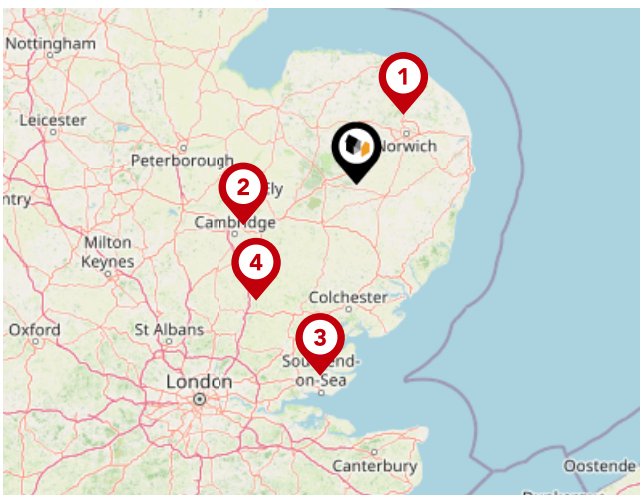 Nottingham
1
Leicester
Norwich
Peterborough
2
Ely
ntry
Cambridge
Milton
Keynes
4
Colchester
Oxford
St Albans
3
Southend-
on-Sea
London
Canterbury
Oostende